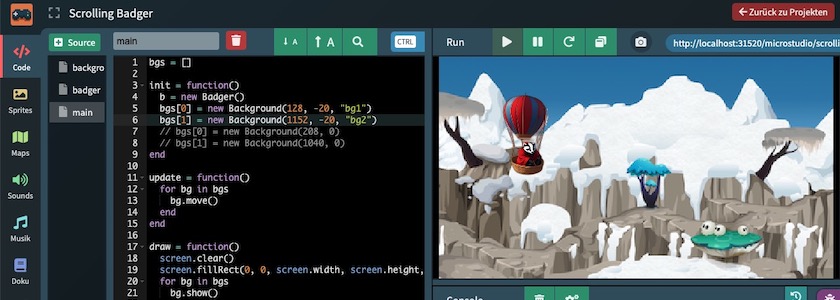 Scrolling Badger
← Zurück zu Projekten
Code
Sprites
Maps
Sounds
Musik
Doku
Source
main
↓ A
↑ A
CTRL
Run
http://localhost:31520/microstudio/scrolli
backgro
badger
main
1 bgs = []
2
3 init = function()
4 b = new Badger()
5 bgs[0] = new Background(128, -20, "bg1")
6 bgs[1] = new Background(1152, -20, "bg2")
7 // bgs[0] = new Background(208, 0)
8 // bgs[1] = new Background(1040, 0)
9 end
10
11 update = function()
12 for bg in bgs
13 bg.move()
14 end
15 end
16
17 draw = function()
18 screen.clear()
19 screen.fillRect(0, 0, screen.width, screen.height,
20 for bg in bgs
21 bg.show()
Console